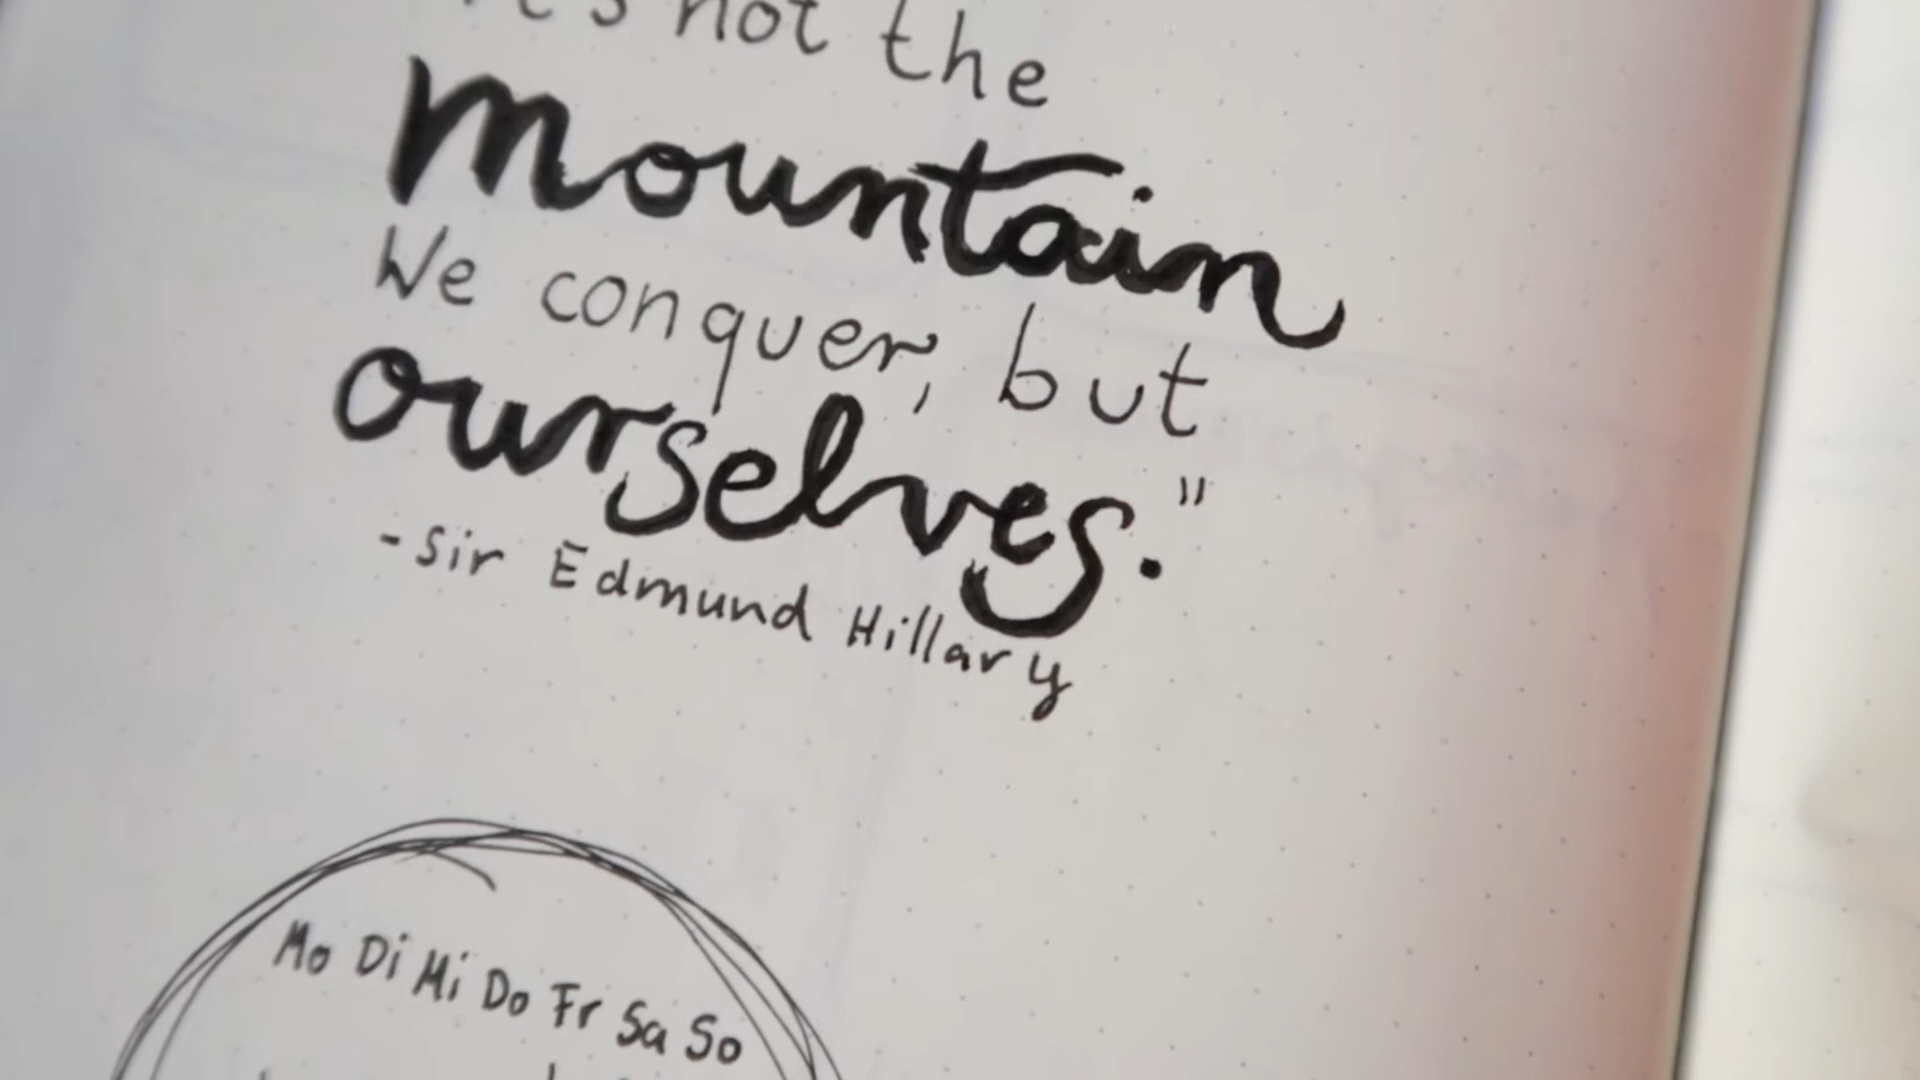 not the
mountain
We conquer, but
ourselves."
- Sir Edmund Hillary
Mo Di Mi Do Fr Sa So